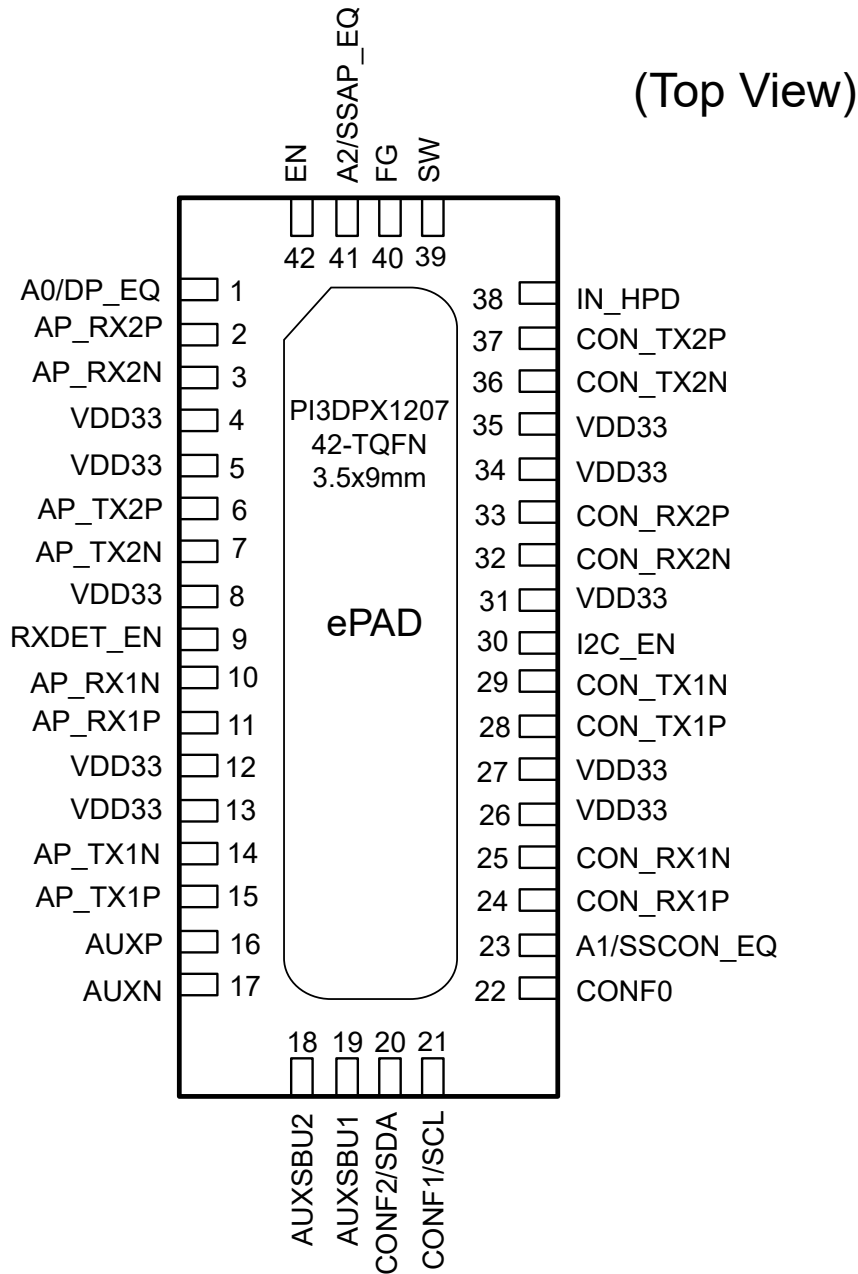 (Top View)
EN
A2/SSAP_EQ
FG
SW
42 41 40 39
A0/DP_EQ 1
AP_RX2P 2
AP_RX2N 3
VDD33 4
VDD33 5
AP_TX2P 6
AP_TX2N 7
VDD33 8
RXDET_EN 9
AP_RX1N 10
AP_RX1P 11
VDD33 12
VDD33 13
AP_TX1N 14
AP_TX1P 15
AUXP 16
AUXN 17
PI3DPX1207
42-TQFN
3.5x9mm
ePAD
38 IN_HPD
37 CON_TX2P
36 CON_TX2N
35 VDD33
34 VDD33
33 CON_RX2P
32 CON_RX2N
31 VDD33
30 I2C_EN
29 CON_TX1N
28 CON_TX1P
27 VDD33
26 VDD33
25 CON_RX1N
24 CON_RX1P
23 A1/SSCON_EQ
22 CONF0
18 19 20 21
AUXSBU2
AUXSBU1
CONF2/SDA
CONF1/SCL